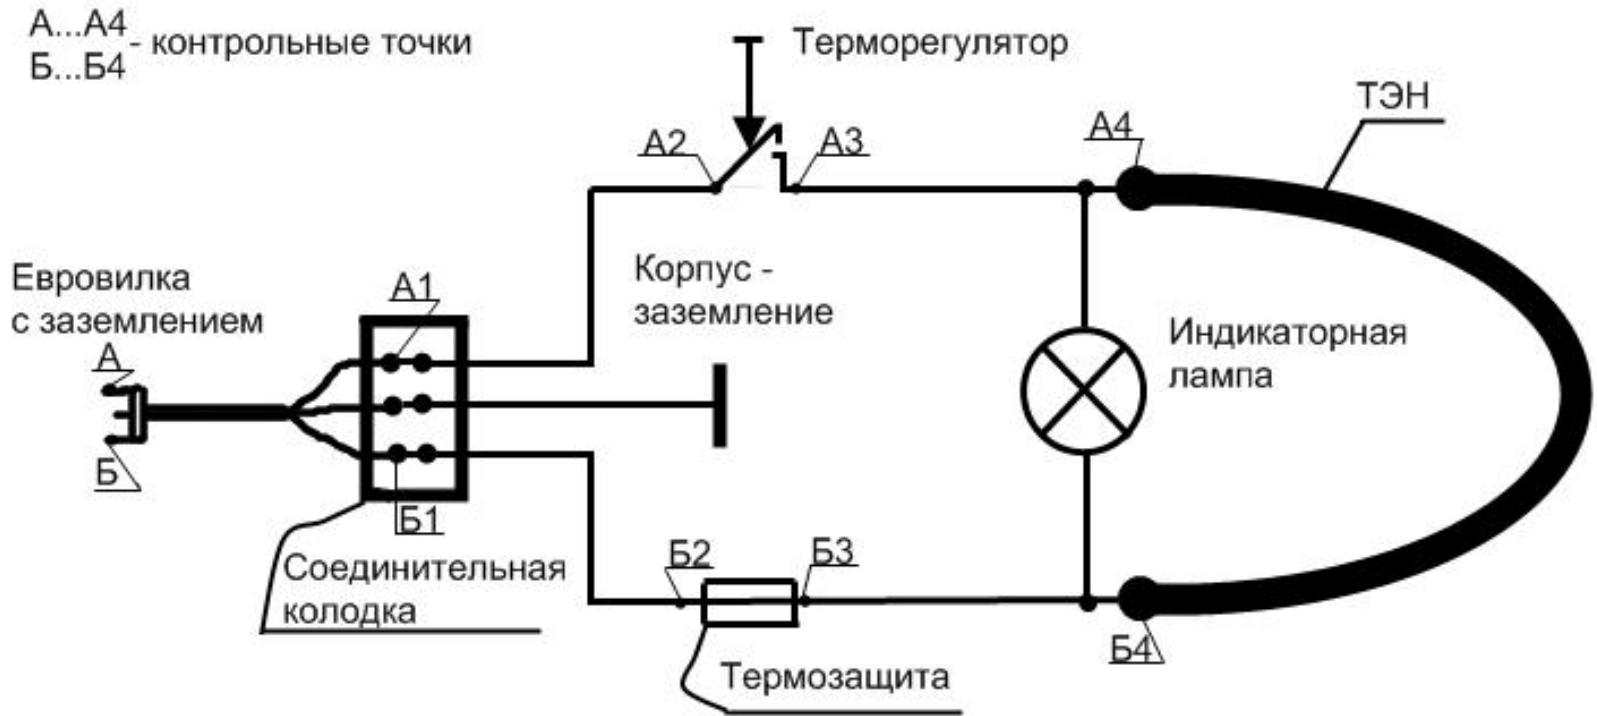 А...А4
Б...Б4
- контрольные точки
Терморегулятор
ТЭН
А2
А3
А4
Евровилка
с заземлением
А1
Корпус -
заземление
Индикаторная
лампа
А
Б
Б1
Соединительная
колодка
Б2
Б3
Б4
Термозащита